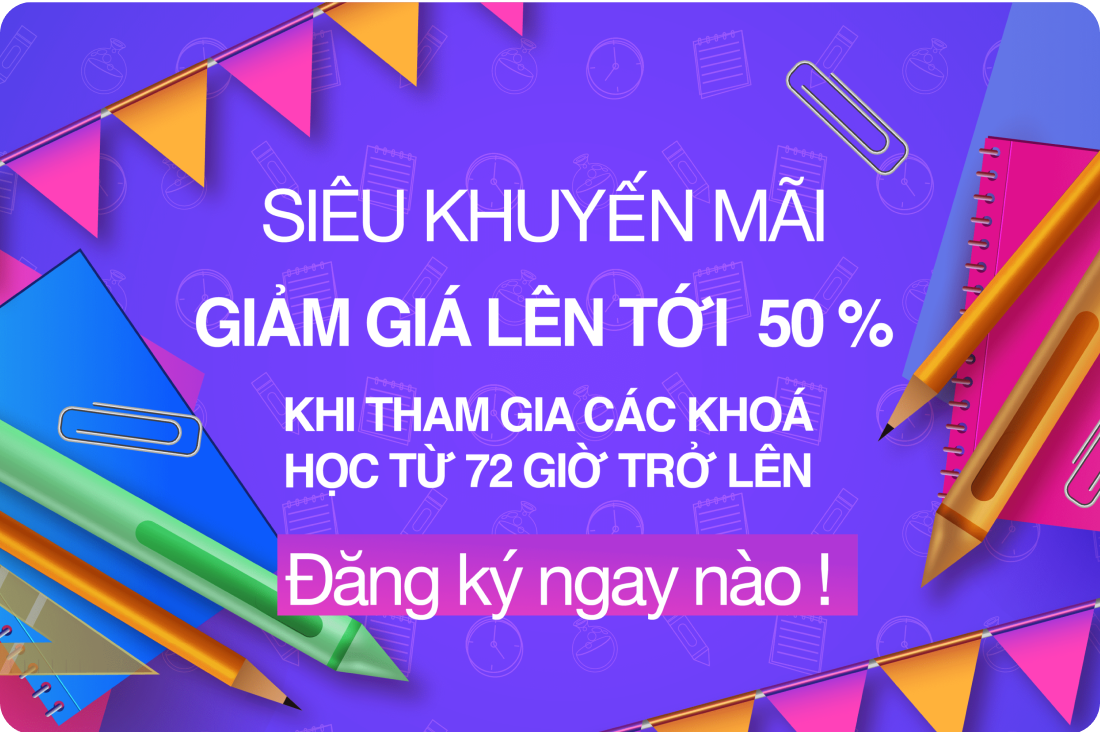 SIÊU KHUYẾN MÃI
GIẢM GIÁ LÊN TỚI 50 %
KHI THAM GIA CÁC KHOÁ
HỌC TỪ 72 GIỜ TRỞ LÊN
Đăng ký ngay nào !